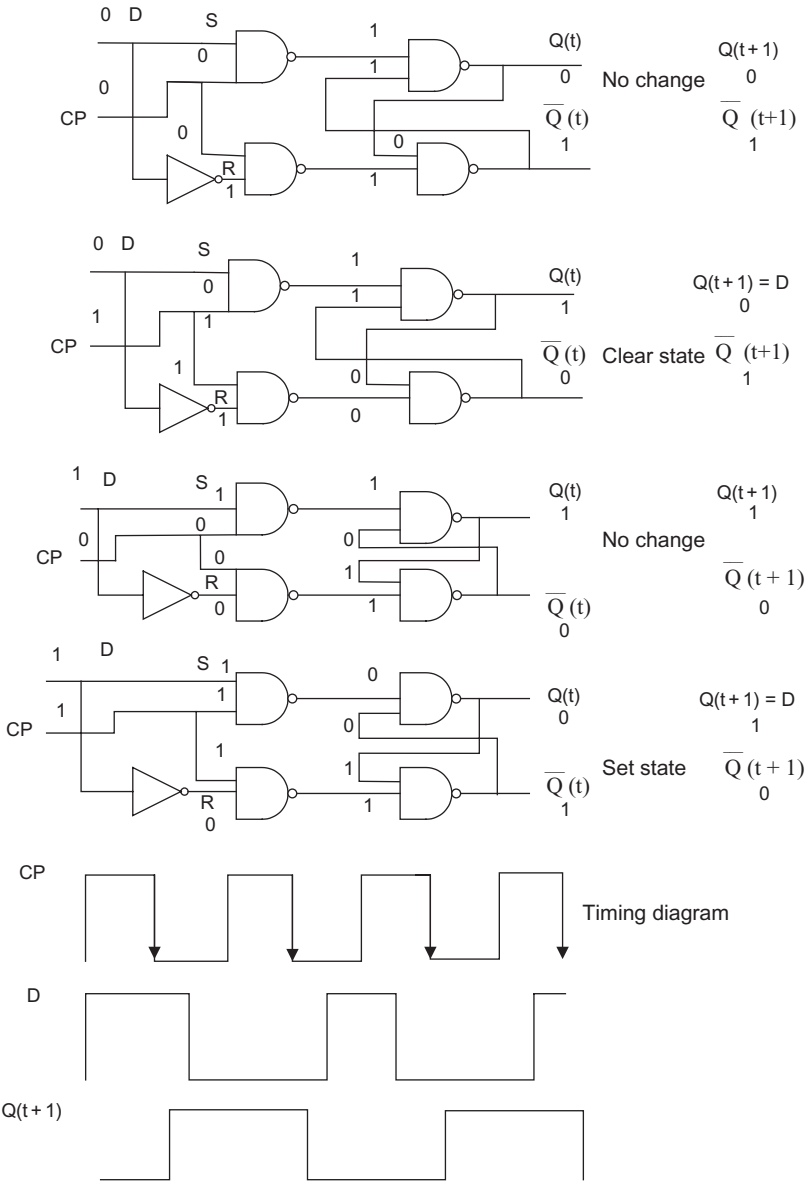 0 D S 1 Q(t) Q(t+1)
0 1 0 No change 0
0 Q̅ (t) Q̅ (t+1)
CP 0 0 1 1
R 1
1
0 D S 1 Q(t) Q(t+1) = D
0 1 1 0
1 1 Q̅ (t) Clear state Q̅ (t+1)
CP 1 0 0 1
R 0
1
1 D S 1 1 Q(t) Q(t+1)
0 0 1 No change 1
CP 0 0 1 Q̅ (t+1)
R 0 1 Q̅ (t) 0
0
1 D S 1 0 Q(t) Q(t+1) = D
1 1 0 0 1
CP 1 1 Q̅ (t) Set state Q̅ (t+1)
R 0 1 1 0
CP
Timing diagram
D
Q(t+1)